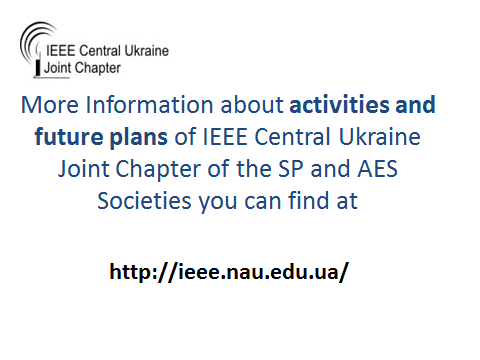 IEEE Central Ukraine
Joint Chapter
More Information about activities and
future plans of IEEE Central Ukraine
Joint Chapter of the SP and AES
Societies you can find at
http://ieee.nau.edu.ua/